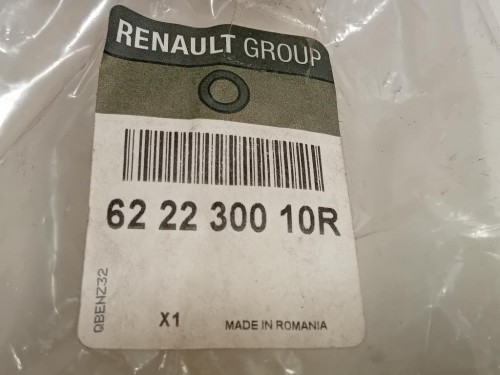 RENAULT GROUP
62 22 300 10R
QBENZ32
X1
MADE IN ROMANIA